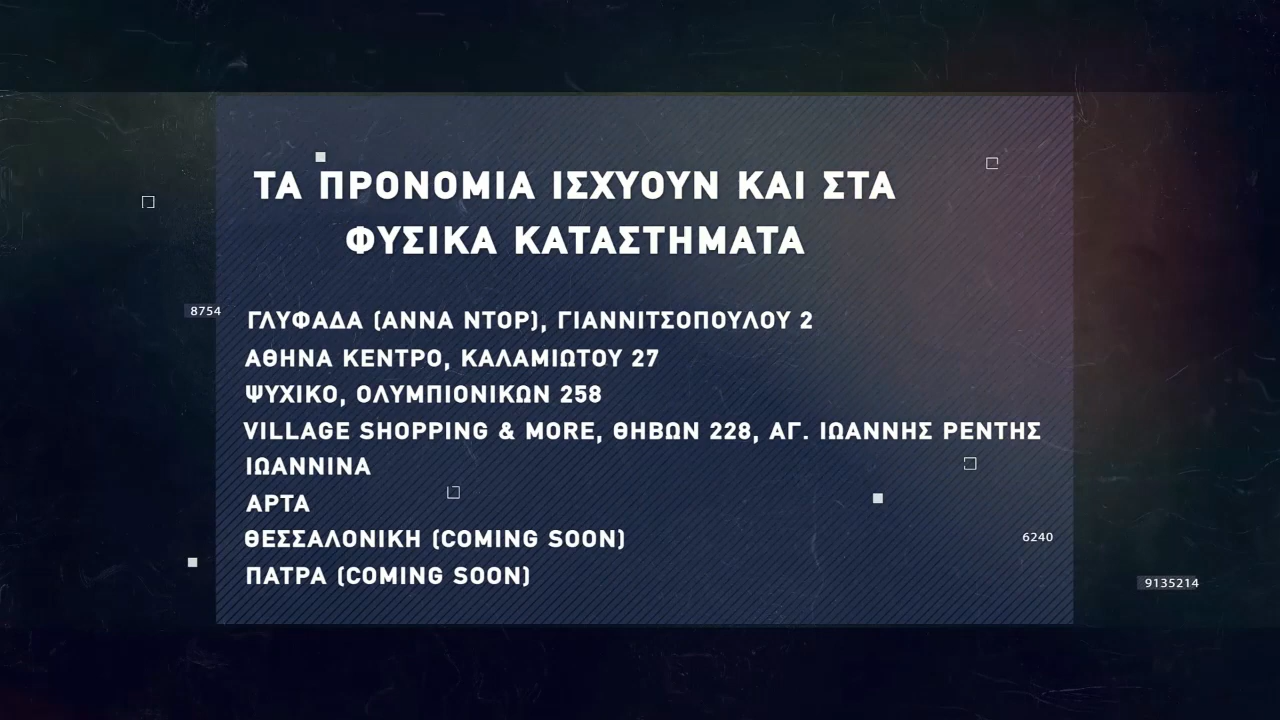 ΤΑ ΠΡΟΝΟΜΙΑ ΙΣΧΥΟΥΝ ΚΑΙ ΣΤΑ
ΦΥΣΙΚΑ ΚΑΤΑΣΤΗΜΑΤΑ
8754
ΓΛΥΦΑΔΑ (ΑΝΝΑ ΝΤΟΡ), ΓΙΑΝΝΙΤΣΟΠΟΥΛΟΥ 2
ΑΘΗΝΑ ΚΕΝΤΡΟ, ΚΑΛΑΜΙΩΤΟΥ 27
ΨΥΧΙΚΟ, ΟΛΥΜΠΙΟΝΙΚΩΝ 258
VILLAGE SHOPPING & MORE, ΘΗΒΩΝ 228, ΑΓ. ΙΩΑΝΝΗΣ ΡΕΝΤΗΣ
ΙΩΑΝΝΙΝΑ
ΑΡΤΑ
ΘΕΣΣΑΛΟΝΙΚΗ (COMING SOON)
6240
ΠΑΤΡΑ (COMING SOON)
9135214